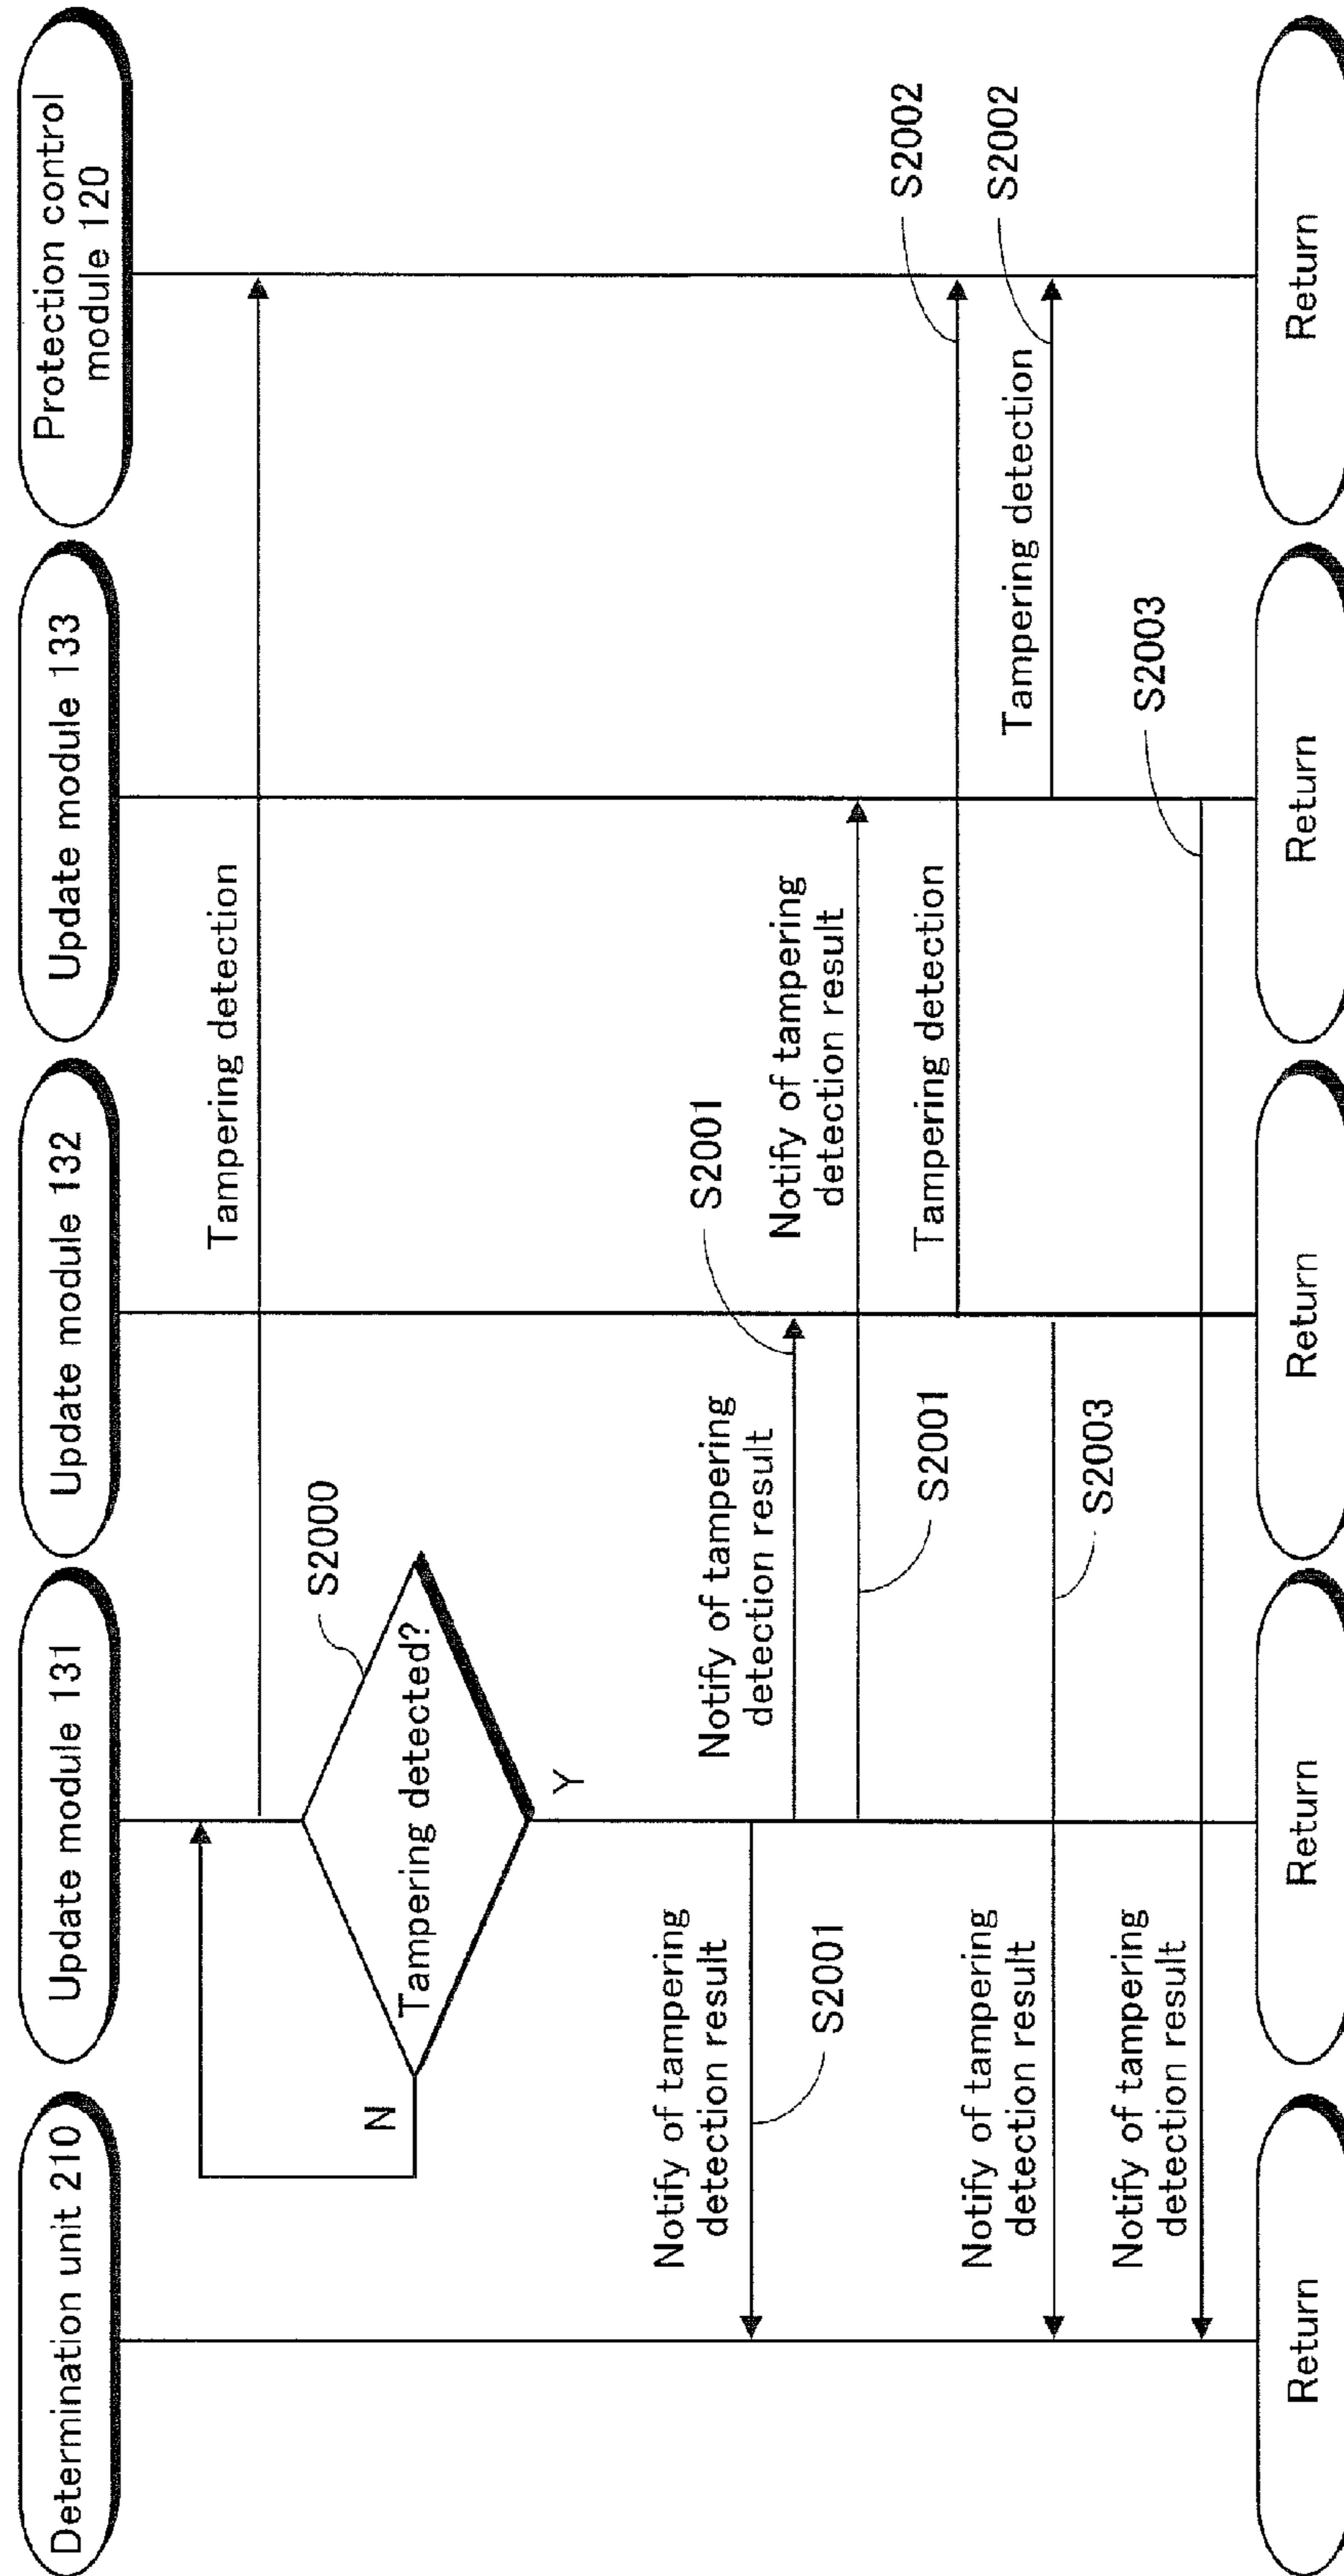 Determination unit 210
Update module 131
Update module 132
Update module 133
Protection control
module 120
Tampering detection
N
Tampering detected?
S2000
Y
Notify of tampering
detection result
S2001
Notify of tampering
detection result
S2001
Notify of tampering
detection result
S2001
Tampering detection
S2002
Tampering detection
S2002
Notify of tampering
detection result
S2003
Notify of tampering
detection result
S2003
Return
Return
Return
Return
Return